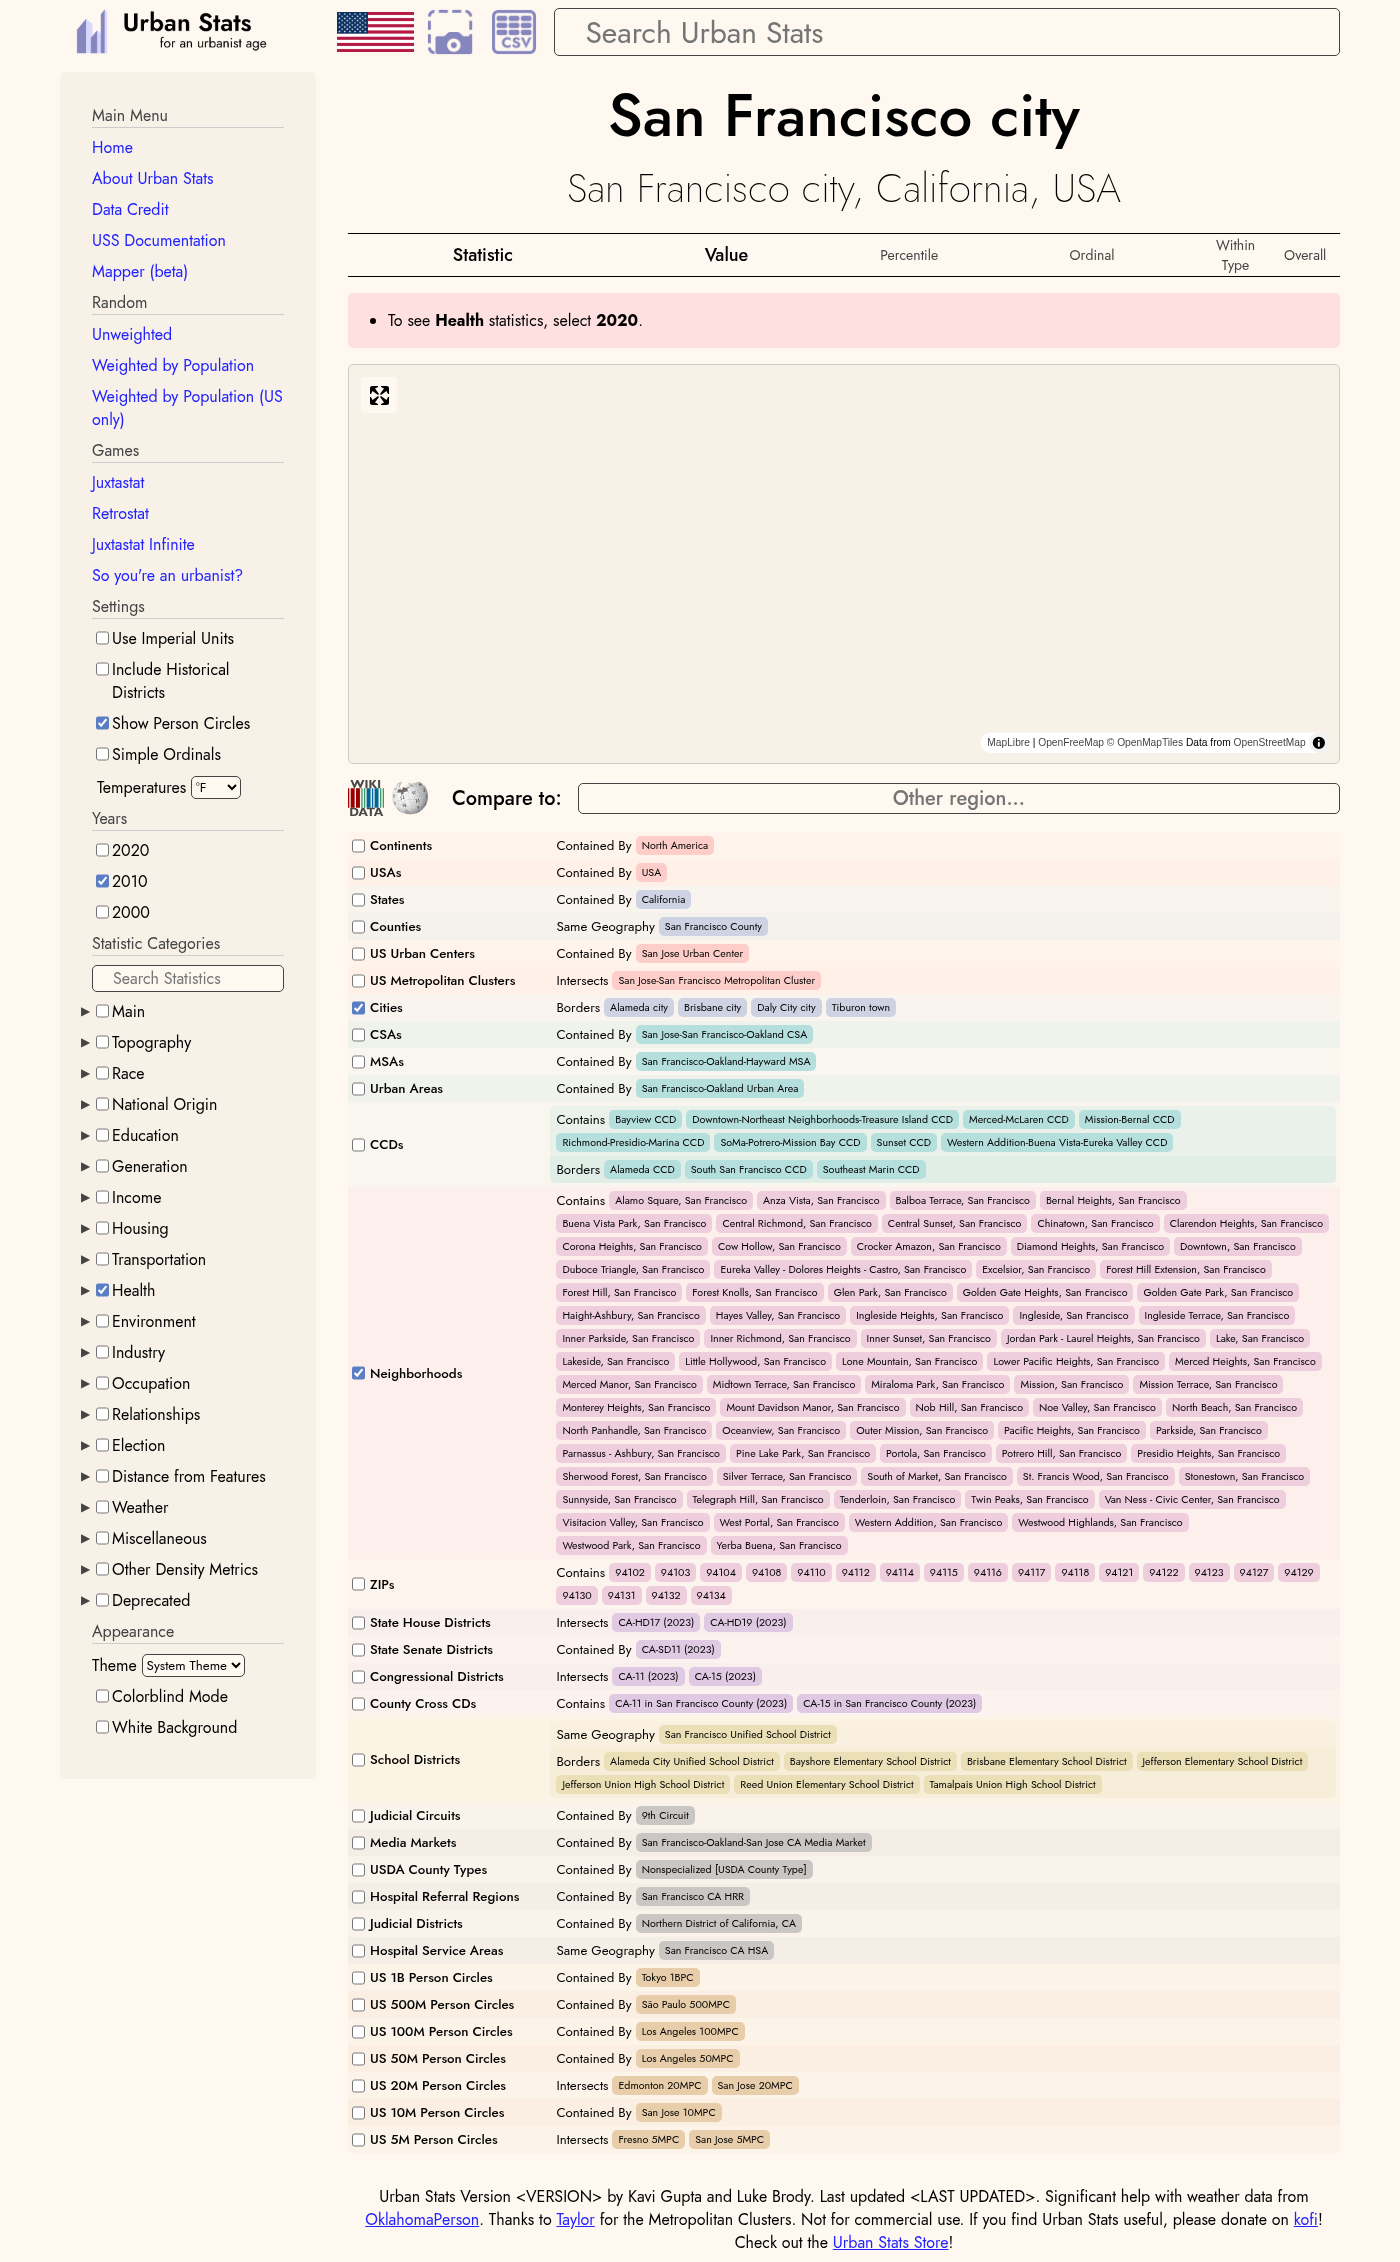 Urban Stats
for an urbanist age
CSV
Search Urban Stats
Main Menu
Home
About Urban Stats
Data Credit
USS Documentation
Mapper (beta)
Random
Unweighted
Weighted by Population
Weighted by Population (US
only)
Games
Juxtastat
Retrostat
Juxtastat Infinite
So you're an urbanist?
Settings
Use Imperial Units
Include Historical
Districts
Show Person Circles
Simple Ordinals
Temperatures °F
Years
2020
2010
2000
Statistic Categories
Search Statistics
Main
Topography
Race
National Origin
Education
Generation
Income
Housing
Transportation
Health
Environment
Industry
Occupation
Relationships
Election
Distance from Features
Weather
Miscellaneous
Other Density Metrics
Deprecated
Appearance
Theme System Theme
Colorblind Mode
White Background
San Francisco city
San Francisco city, California, USA
Statistic Value Percentile Ordinal Within Type Overall
To see Health statistics, select 2020.
MapLibre | OpenFreeMap © OpenMapTiles Data from OpenStreetMap
WIKI
DATA
Compare to: Other region...
Continents Contained By North America
USAs Contained By USA
States Contained By California
Counties Same Geography San Francisco County
US Urban Centers Contained By San Jose Urban Center
US Metropolitan Clusters Intersects San Jose-San Francisco Metropolitan Cluster
Cities Borders Alameda city Brisbane city Daly City city Tiburon town
CSAs Contained By San Jose-San Francisco-Oakland CSA
MSAs Contained By San Francisco-Oakland-Hayward MSA
Urban Areas Contained By San Francisco-Oakland Urban Area
CCDs
Contains Bayview CCD Downtown-Northeast Neighborhoods-Treasure Island CCD Merced-McLaren CCD Mission-Bernal CCD
Richmond-Presidio-Marina CCD SoMa-Potrero-Mission Bay CCD Sunset CCD Western Addition-Buena Vista-Eureka Valley CCD
Borders Alameda CCD South San Francisco CCD Southeast Marin CCD
Neighborhoods
Contains Alamo Square, San Francisco Anza Vista, San Francisco Balboa Terrace, San Francisco Bernal Heights, San Francisco
Buena Vista Park, San Francisco Central Richmond, San Francisco Central Sunset, San Francisco Chinatown, San Francisco Clarendon Heights, San Francisco
Corona Heights, San Francisco Cow Hollow, San Francisco Crocker Amazon, San Francisco Diamond Heights, San Francisco Downtown, San Francisco
Duboce Triangle, San Francisco Eureka Valley - Dolores Heights - Castro, San Francisco Excelsior, San Francisco Forest Hill Extension, San Francisco
Forest Hill, San Francisco Forest Knolls, San Francisco Glen Park, San Francisco Golden Gate Heights, San Francisco Golden Gate Park, San Francisco
Haight-Ashbury, San Francisco Hayes Valley, San Francisco Ingleside Heights, San Francisco Ingleside, San Francisco Ingleside Terrace, San Francisco
Inner Parkside, San Francisco Inner Richmond, San Francisco Inner Sunset, San Francisco Jordan Park - Laurel Heights, San Francisco Lake, San Francisco
Lakeside, San Francisco Little Hollywood, San Francisco Lone Mountain, San Francisco Lower Pacific Heights, San Francisco Merced Heights, San Francisco
Merced Manor, San Francisco Midtown Terrace, San Francisco Miraloma Park, San Francisco Mission, San Francisco Mission Terrace, San Francisco
Monterey Heights, San Francisco Mount Davidson Manor, San Francisco Nob Hill, San Francisco Noe Valley, San Francisco North Beach, San Francisco
North Panhandle, San Francisco Oceanview, San Francisco Outer Mission, San Francisco Pacific Heights, San Francisco Parkside, San Francisco
Parnassus - Ashbury, San Francisco Pine Lake Park, San Francisco Portola, San Francisco Potrero Hill, San Francisco Presidio Heights, San Francisco
Sherwood Forest, San Francisco Silver Terrace, San Francisco South of Market, San Francisco St. Francis Wood, San Francisco Stonestown, San Francisco
Sunnyside, San Francisco Telegraph Hill, San Francisco Tenderloin, San Francisco Twin Peaks, San Francisco Van Ness - Civic Center, San Francisco
Visitacion Valley, San Francisco West Portal, San Francisco Western Addition, San Francisco Westwood Highlands, San Francisco
Westwood Park, San Francisco Yerba Buena, San Francisco
ZIPs
Contains 94102 94103 94104 94108 94110 94112 94114 94115 94116 94117 94118 94121 94122 94123 94127 94129
94130 94131 94132 94134
State House Districts Intersects CA-HD17 (2023) CA-HD19 (2023)
State Senate Districts Contained By CA-SD11 (2023)
Congressional Districts Intersects CA-11 (2023) CA-15 (2023)
County Cross CDs Contains CA-11 in San Francisco County (2023) CA-15 in San Francisco County (2023)
School Districts
Same Geography San Francisco Unified School District
Borders Alameda City Unified School District Bayshore Elementary School District Brisbane Elementary School District Jefferson Elementary School District
Jefferson Union High School District Reed Union Elementary School District Tamalpais Union High School District
Judicial Circuits Contained By 9th Circuit
Media Markets Contained By San Francisco-Oakland-San Jose CA Media Market
USDA County Types Contained By Nonspecialized [USDA County Type]
Hospital Referral Regions Contained By San Francisco CA HRR
Judicial Districts Contained By Northern District of California, CA
Hospital Service Areas Same Geography San Francisco CA HSA
US 1B Person Circles Contained By Tokyo 1BPC
US 500M Person Circles Contained By São Paulo 500MPC
US 100M Person Circles Contained By Los Angeles 100MPC
US 50M Person Circles Contained By Los Angeles 50MPC
US 20M Person Circles Intersects Edmonton 20MPC San Jose 20MPC
US 10M Person Circles Contained By San Jose 10MPC
US 5M Person Circles Intersects Fresno 5MPC San Jose 5MPC
Urban Stats Version <VERSION> by Kavi Gupta and Luke Brody. Last updated <LAST UPDATED>. Significant help with weather data from
OklahomaPerson. Thanks to Taylor for the Metropolitan Clusters. Not for commercial use. If you find Urban Stats useful, please donate on kofi!
Check out the Urban Stats Store!